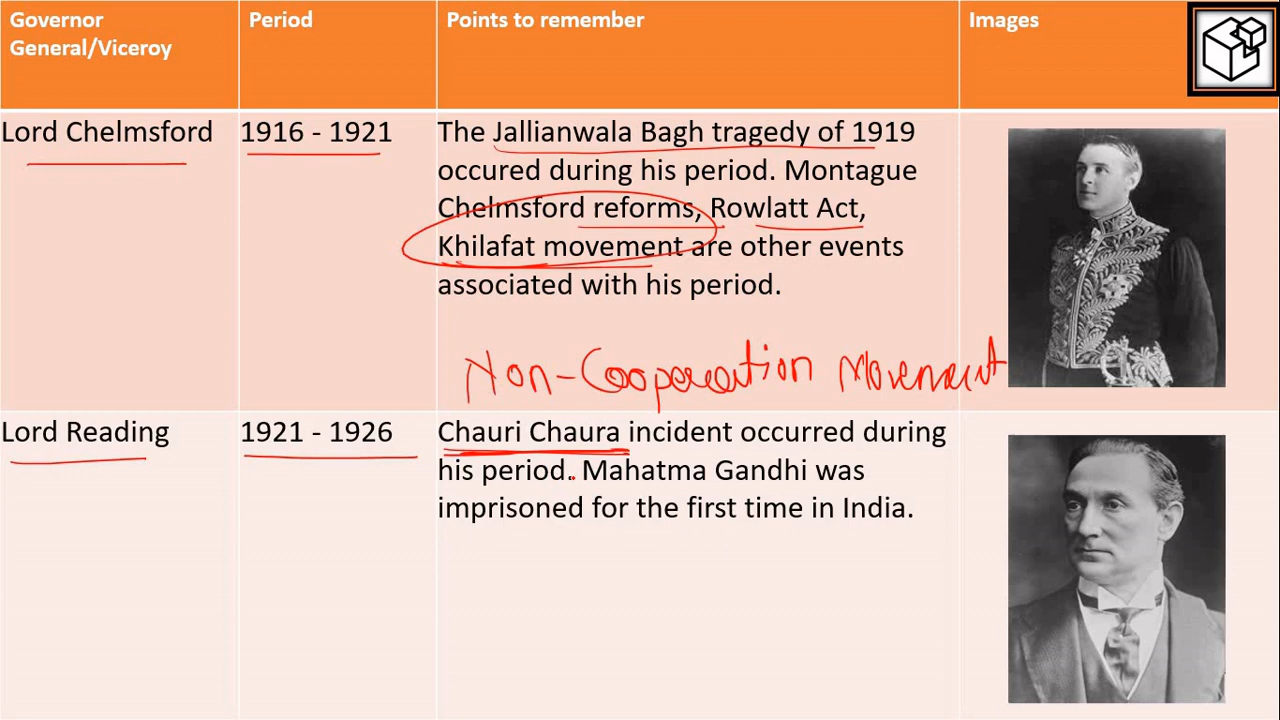 Governor
General/Viceroy
Period
Points to remember
Images
Lord Chelmsford
1916 - 1921
The Jallianwala Bagh tragedy of 1919
occured during his period. Montague
Chelmsford reforms, Rowlatt Act,
Khilafat movement are other events
associated with his period.
Non-Cooperation Movement
Lord Reading
1921 - 1926
Chauri Chaura incident occurred during
his period. Mahatma Gandhi was
imprisoned for the first time in India.